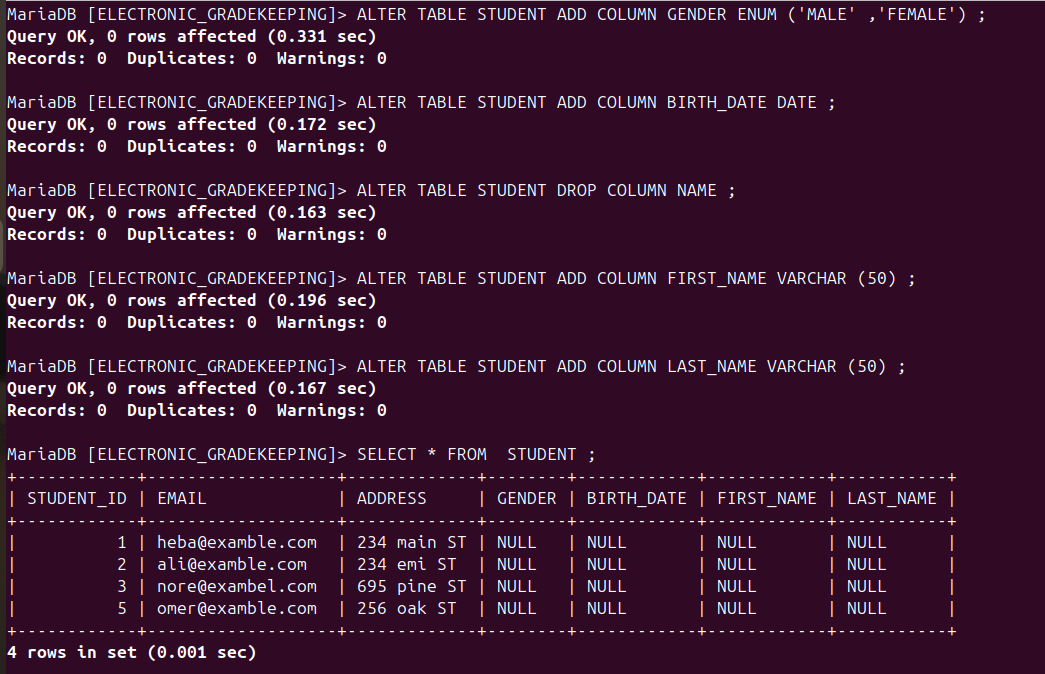 MariaDB [ELECTRONIC_GRADEKEEPING]> ALTER TABLE STUDENT ADD COLUMN GENDER ENUM ('MALE' ,'FEMALE') ;
Query OK, 0 rows affected (0.331 sec)
Records: 0  Duplicates: 0  Warnings: 0

MariaDB [ELECTRONIC_GRADEKEEPING]> ALTER TABLE STUDENT ADD COLUMN BIRTH_DATE DATE ;
Query OK, 0 rows affected (0.172 sec)
Records: 0  Duplicates: 0  Warnings: 0

MariaDB [ELECTRONIC_GRADEKEEPING]> ALTER TABLE STUDENT DROP COLUMN NAME ;
Query OK, 0 rows affected (0.163 sec)
Records: 0  Duplicates: 0  Warnings: 0

MariaDB [ELECTRONIC_GRADEKEEPING]> ALTER TABLE STUDENT ADD COLUMN FIRST_NAME VARCHAR (50) ;
Query OK, 0 rows affected (0.196 sec)
Records: 0  Duplicates: 0  Warnings: 0

MariaDB [ELECTRONIC_GRADEKEEPING]> ALTER TABLE STUDENT ADD COLUMN LAST_NAME VARCHAR (50) ;
Query OK, 0 rows affected (0.167 sec)
Records: 0  Duplicates: 0  Warnings: 0

MariaDB [ELECTRONIC_GRADEKEEPING]> SELECT * FROM  STUDENT ;
+------------+-------------------+-------------+--------+------------+------------+-----------+
| STUDENT_ID | EMAIL             | ADDRESS     | GENDER | BIRTH_DATE | FIRST_NAME | LAST_NAME |
+------------+-------------------+-------------+--------+------------+------------+-----------+
|          1 | heba@examble.com  | 234 main ST | NULL   | NULL       | NULL       | NULL      |
|          2 | ali@examble.com   | 234 emi ST  | NULL   | NULL       | NULL       | NULL      |
|          3 | nore@exambel.com  | 695 pine ST | NULL   | NULL       | NULL       | NULL      |
|          5 | omer@examble.com  | 256 oak ST  | NULL   | NULL       | NULL       | NULL      |
+------------+-------------------+-------------+--------+------------+------------+-----------+
4 rows in set (0.001 sec)